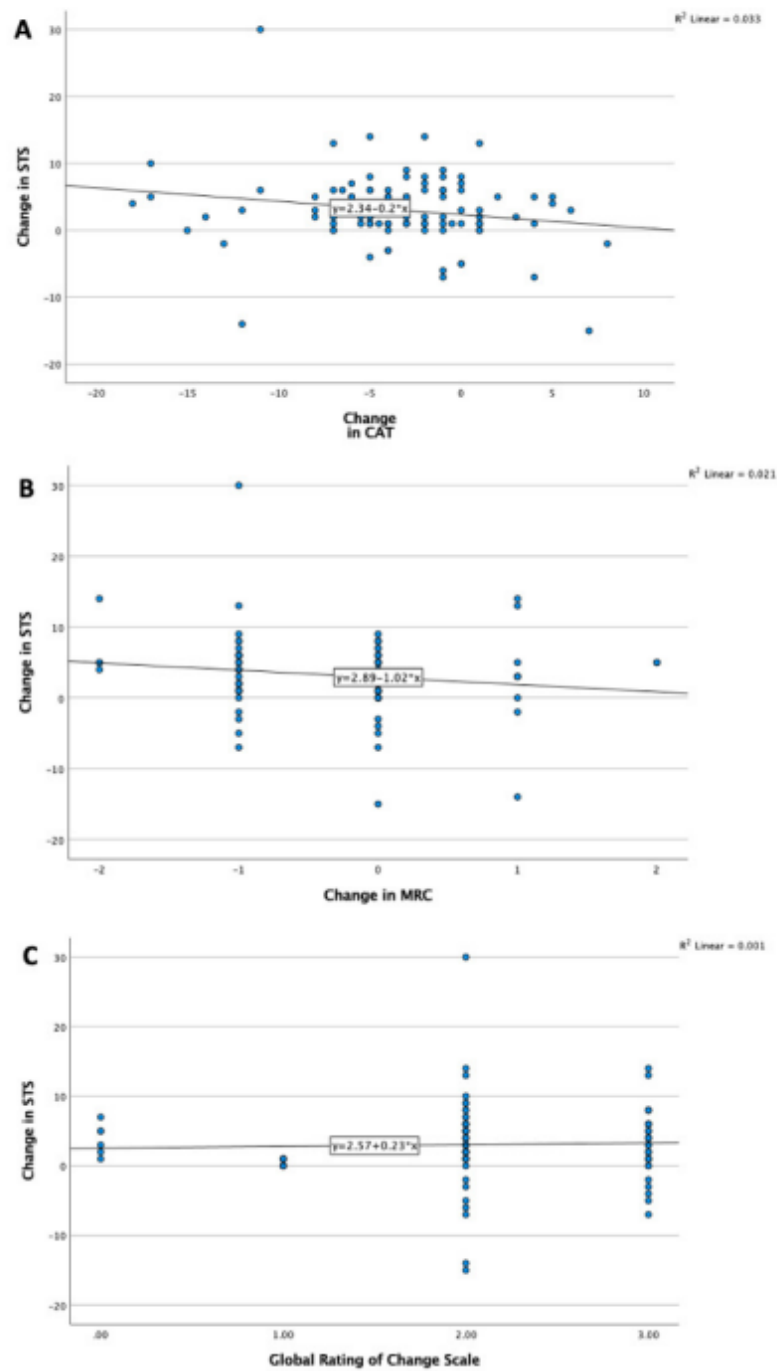 A
R² Linear = 0.033
Change in STS
30
20
10
0
-10
-20
y=2.34-0.2*x
-20 -15 -10 -5 0 5 10
Change
in CAT
B
R² Linear = 0.021
Change in STS
30
20
10
0
-10
-20
y=2.89-1.02*x
-2 -1 0 1 2
Change in MRC
C
R² Linear = 0.001
Change in STS
30
20
10
0
-10
-20
y=2.57+0.23*x
.00 1.00 2.00 3.00
Global Rating of Change Scale